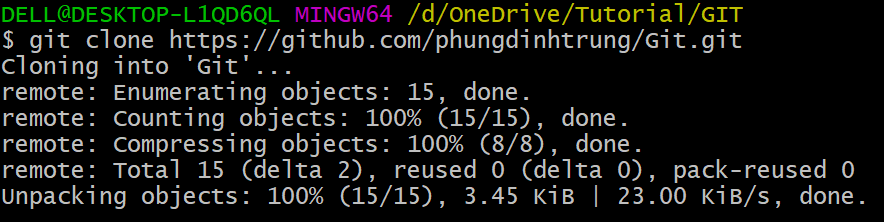 DELL@DESKTOP-L1QD6QL MINGW64 /d/OneDrive/Tutorial/GIT
$ git clone https://github.com/phungdinhtrung/Git.git
Cloning into 'Git'...
remote: Enumerating objects: 15, done.
remote: Counting objects: 100% (15/15), done.
remote: Compressing objects: 100% (8/8), done.
remote: Total 15 (delta 2), reused 0 (delta 0), pack-reused 0
Unpacking objects: 100% (15/15), 3.45 KiB | 23.00 KiB/s, done.